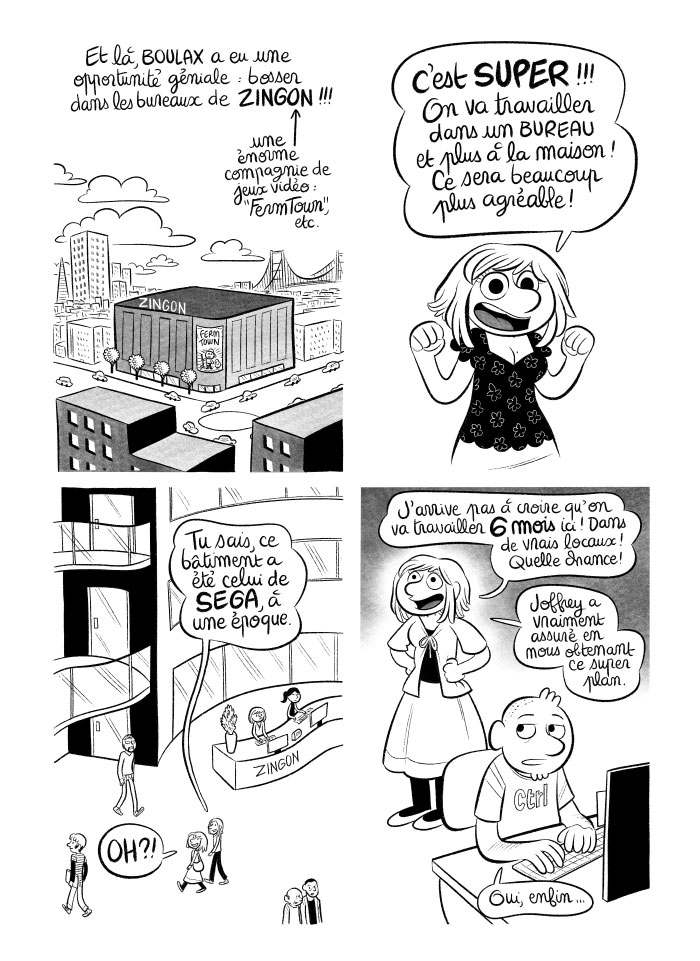 Et là, BOULAX a eu une
opportunité géniale : bosser
dans les bureaux de ZINGON !!!
une
énorme
compagnie de
jeux vidéo :
"FermTown",
etc.
ZINGON
FERM
TOWN
C'est SUPER !!!
On va travailler
dans un BUREAU
et plus à la maison !
Ce sera beaucoup
plus agréable !
Tu sais, ce
bâtiment a
été celui de
SEGA, à
une époque.
ZINGON
OH?!
J'arrive pas à croire qu'on
va travailler 6 mois ici ! Dans
de vrais locaux !
Quelle chance !
Joffrey a
vraiment
assuré en
nous obtenant
ce super
plan.
Ctrl
Oui, enfin...